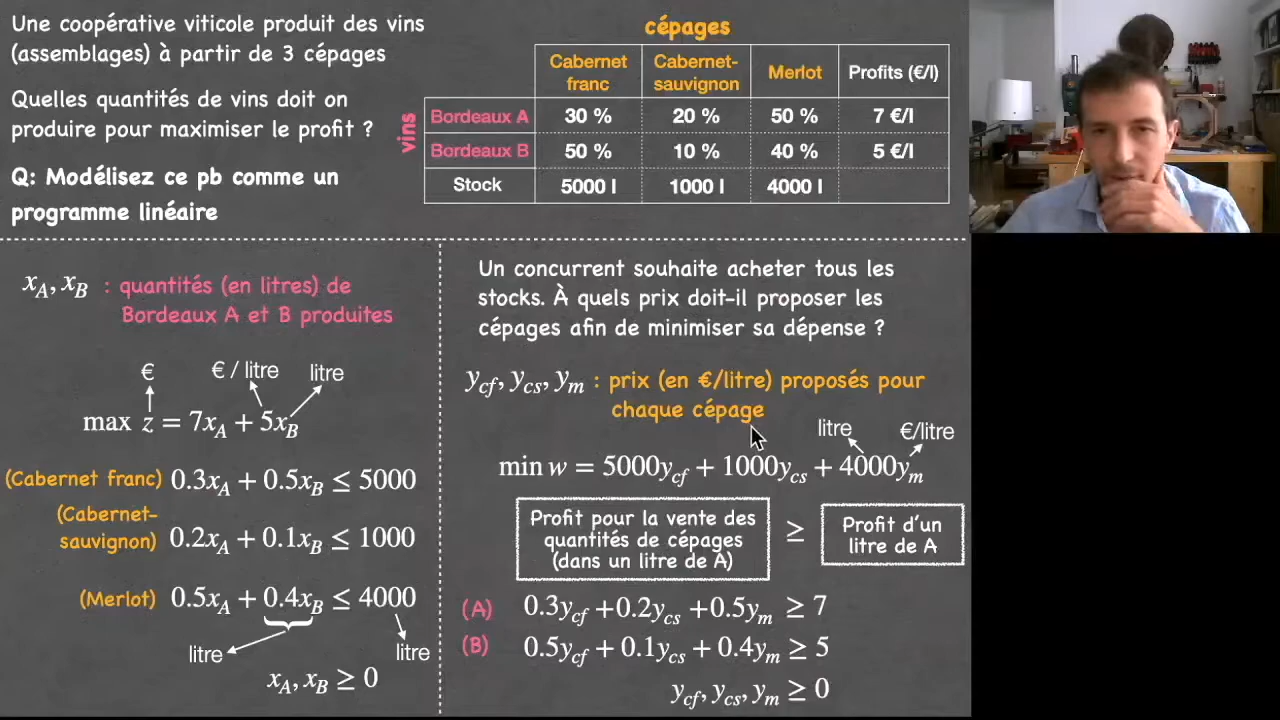 Une coopérative viticole produit des vins
(assemblages) à partir de 3 cépages
Quelles quantités de vins doit on
produire pour maximiser le profit ?
Q: Modélisez ce pb comme un
programme linéaire
cépages
Cabernet franc | Cabernet-sauvignon | Merlot | Profits (€/l)
vins
Bordeaux A | 30 % | 20 % | 50 % | 7 €/l
Bordeaux B | 50 % | 10 % | 40 % | 5 €/l
Stock | 5000 l | 1000 l | 4000 l
x_A, x_B : quantités (en litres) de
Bordeaux A et B produites
€ € / litre litre
max z = 7x_A + 5x_B
(Cabernet franc) 0.3x_A + 0.5x_B ≤ 5000
(Cabernet-
sauvignon) 0.2x_A + 0.1x_B ≤ 1000
(Merlot) 0.5x_A + 0.4x_B ≤ 4000
litre litre
x_A, x_B ≥ 0
Un concurrent souhaite acheter tous les
stocks. À quels prix doit-il proposer les
cépages afin de minimiser sa dépense ?
y_cf, y_cs, y_m : prix (en €/litre) proposés pour
chaque cépage
litre €/litre
min w = 5000y_cf + 1000y_cs + 4000y_m
Profit pour la vente des
quantités de cépages
(dans un litre de A)
≥
Profit d'un
litre de A
(A) 0.3y_cf + 0.2y_cs + 0.5y_m ≥ 7
(B) 0.5y_cf + 0.1y_cs + 0.4y_m ≥ 5
y_cf, y_cs, y_m ≥ 0